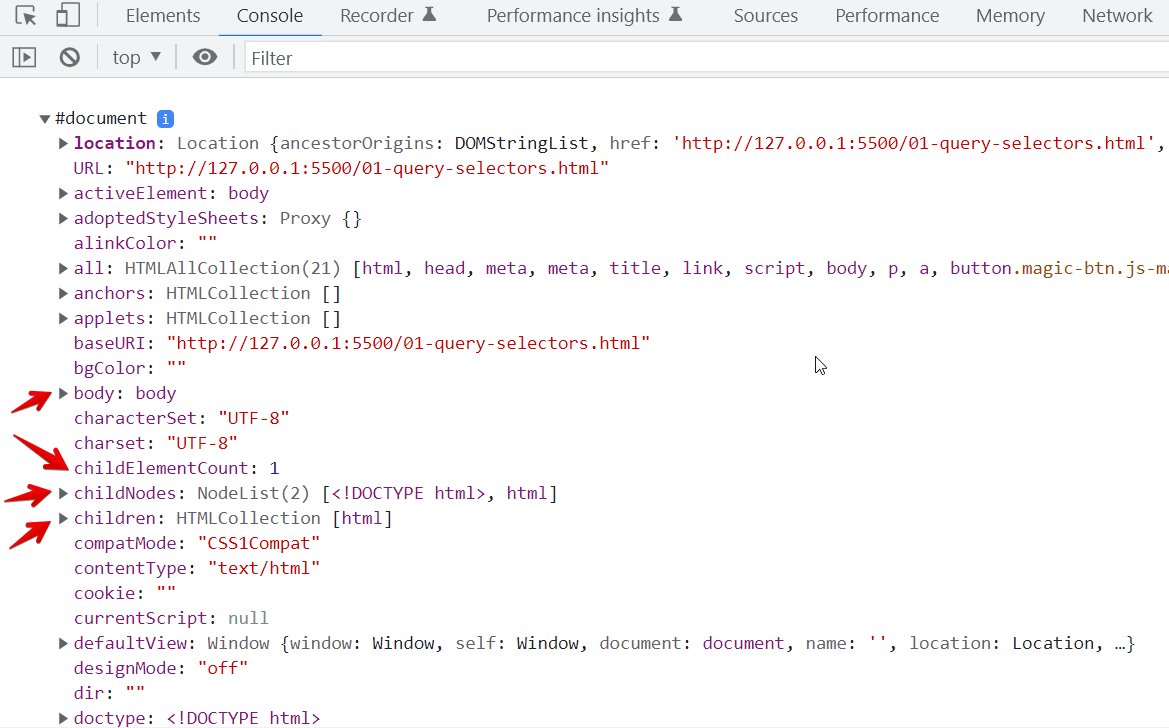 Elements Console Recorder Performance insights Sources Performance Memory Network
top Filter
#document i
location: Location {ancestorOrigins: DOMStringList, href: 'http://127.0.0.1:5500/01-query-selectors.html',
URL: "http://127.0.0.1:5500/01-query-selectors.html"
activeElement: body
adoptedStyleSheets: Proxy {}
alinkColor: ""
all: HTMLAllCollection(21) [html, head, meta, meta, title, link, script, body, p, a, button.magic-btn.js-ma
anchors: HTMLCollection []
applets: HTMLCollection []
baseURI: "http://127.0.0.1:5500/01-query-selectors.html"
bgColor: ""
body: body
characterSet: "UTF-8"
charset: "UTF-8"
childElementCount: 1
childNodes: NodeList(2) [<!DOCTYPE html>, html]
children: HTMLCollection [html]
compatMode: "CSS1Compat"
contentType: "text/html"
cookie: ""
currentScript: null
defaultView: Window {window: Window, self: Window, document: document, name: '', location: Location, …}
designMode: "off"
dir: ""
doctype: <!DOCTYPE html>